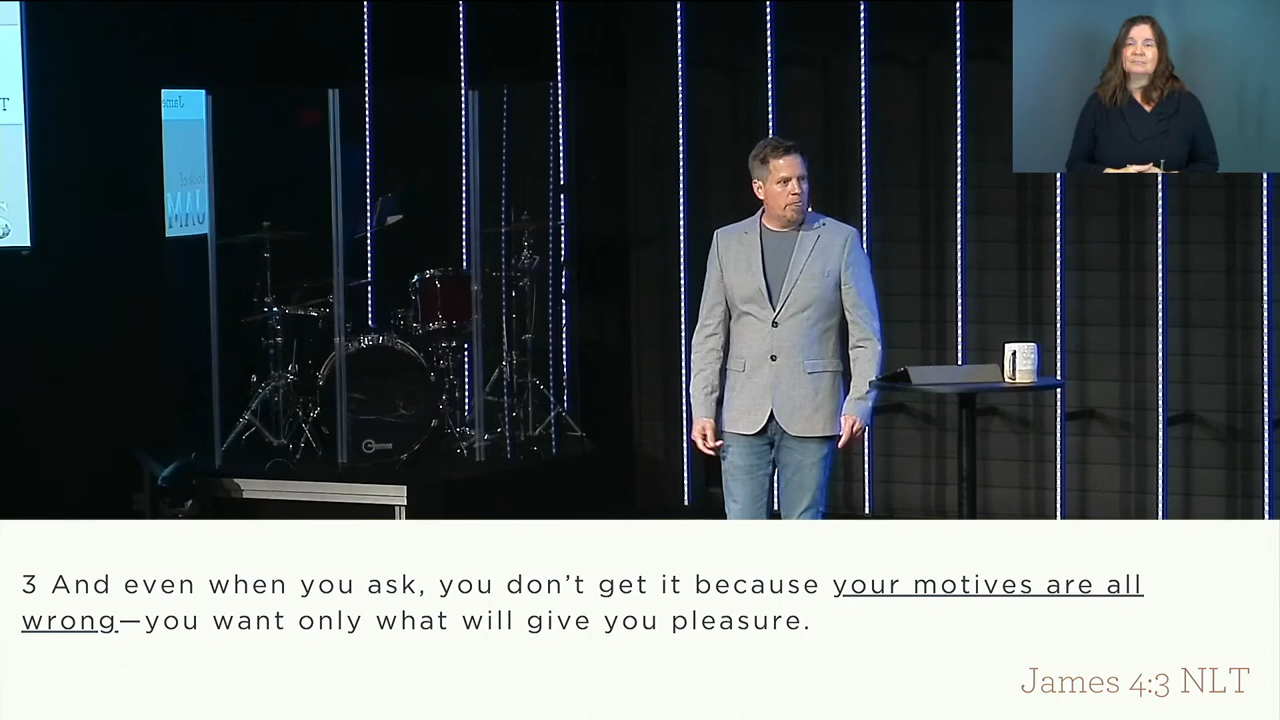 3 And even when you ask, you don’t get it because your motives are all
wrong—you want only what will give you pleasure.
James 4:3 NLT